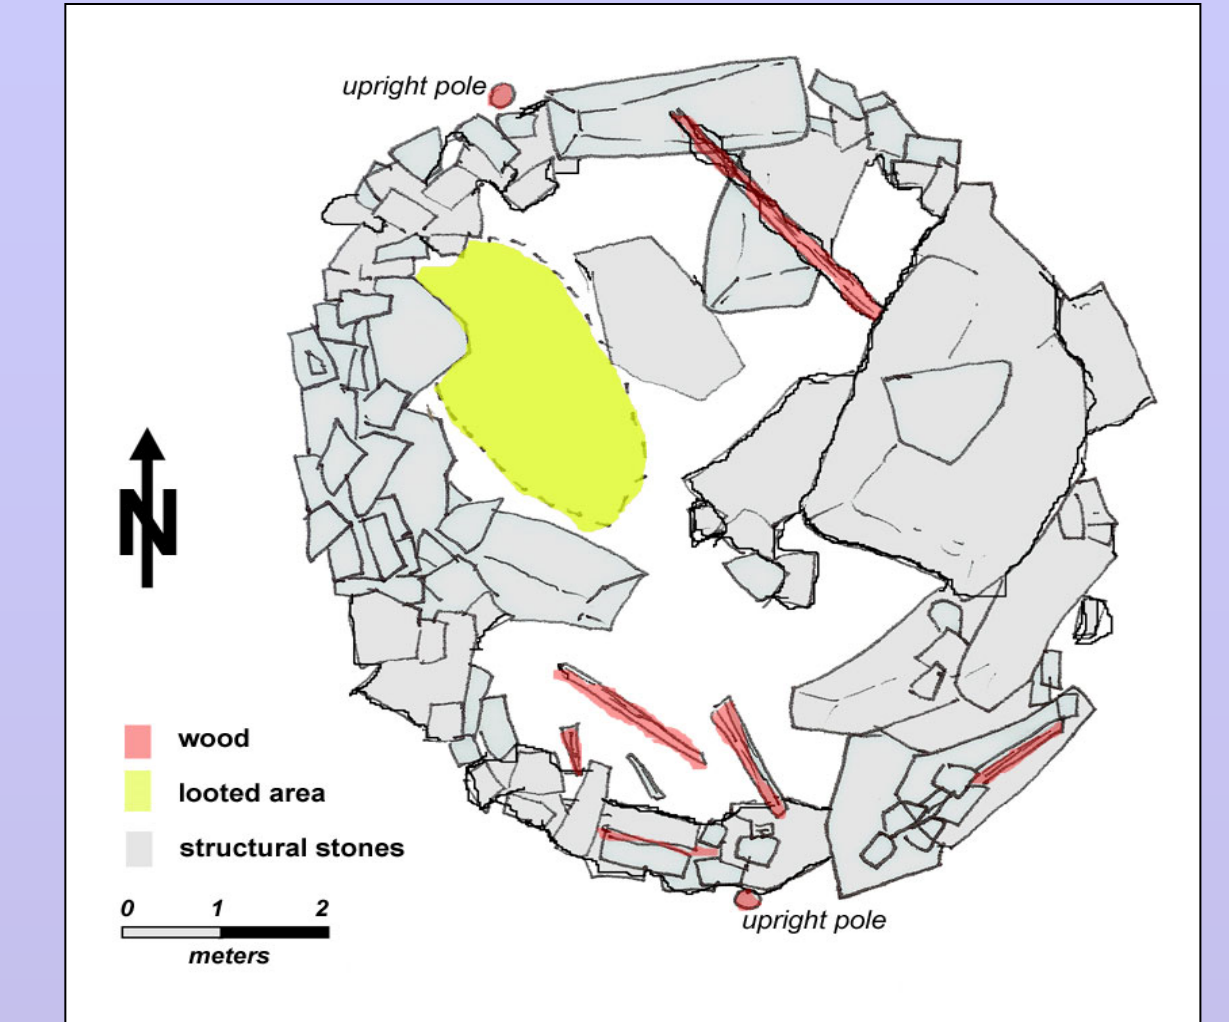 upright pole
N
wood
looted area
structural stones
0 1 2
meters
upright pole